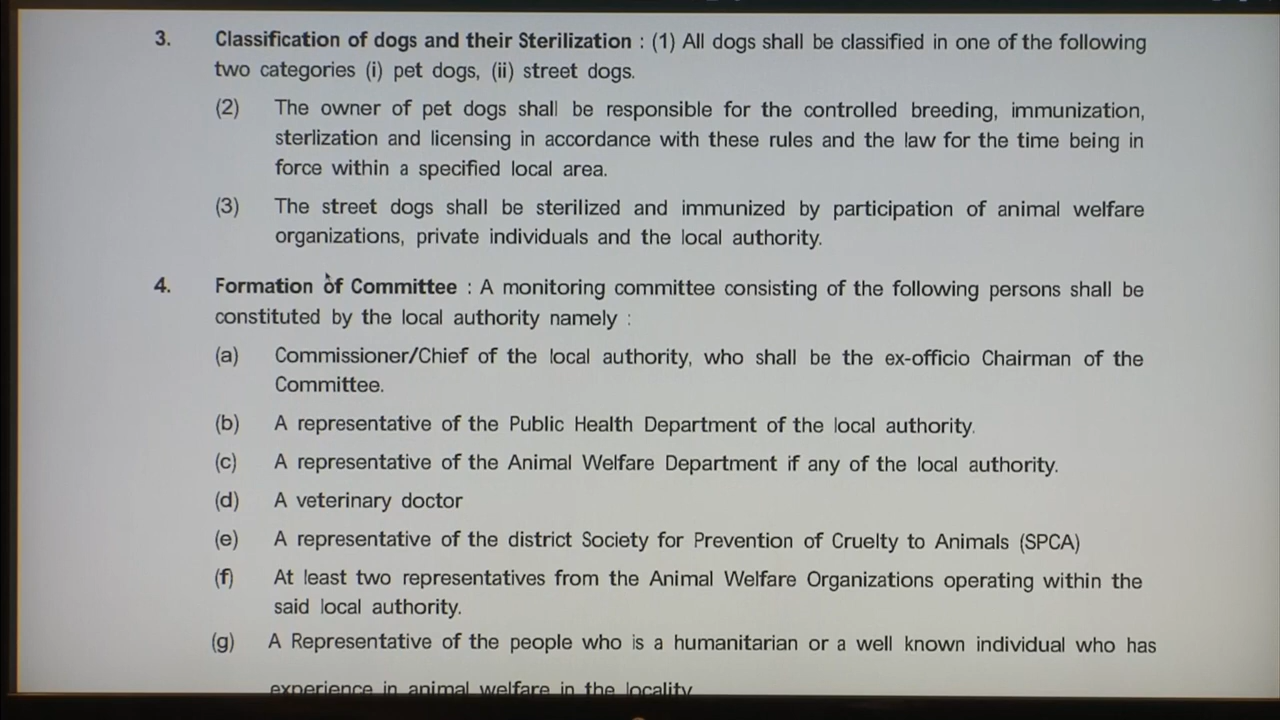 3. Classification of dogs and their Sterilization : (1) All dogs shall be classified in one of the following
two categories (i) pet dogs, (ii) street dogs.
(2) The owner of pet dogs shall be responsible for the controlled breeding, immunization,
sterlization and licensing in accordance with these rules and the law for the time being in
force within a specified local area.
(3) The street dogs shall be sterilized and immunized by participation of animal welfare
organizations, private individuals and the local authority.
4. Formation of Committee : A monitoring committee consisting of the following persons shall be
constituted by the local authority namely :
(a) Commissioner/Chief of the local authority, who shall be the ex-officio Chairman of the
Committee.
(b) A representative of the Public Health Department of the local authority.
(c) A representative of the Animal Welfare Department if any of the local authority.
(d) A veterinary doctor
(e) A representative of the district Society for Prevention of Cruelty to Animals (SPCA)
(f) At least two representatives from the Animal Welfare Organizations operating within the
said local authority.
(g) A Representative of the people who is a humanitarian or a well known individual who has
experience in animal welfare in the locality